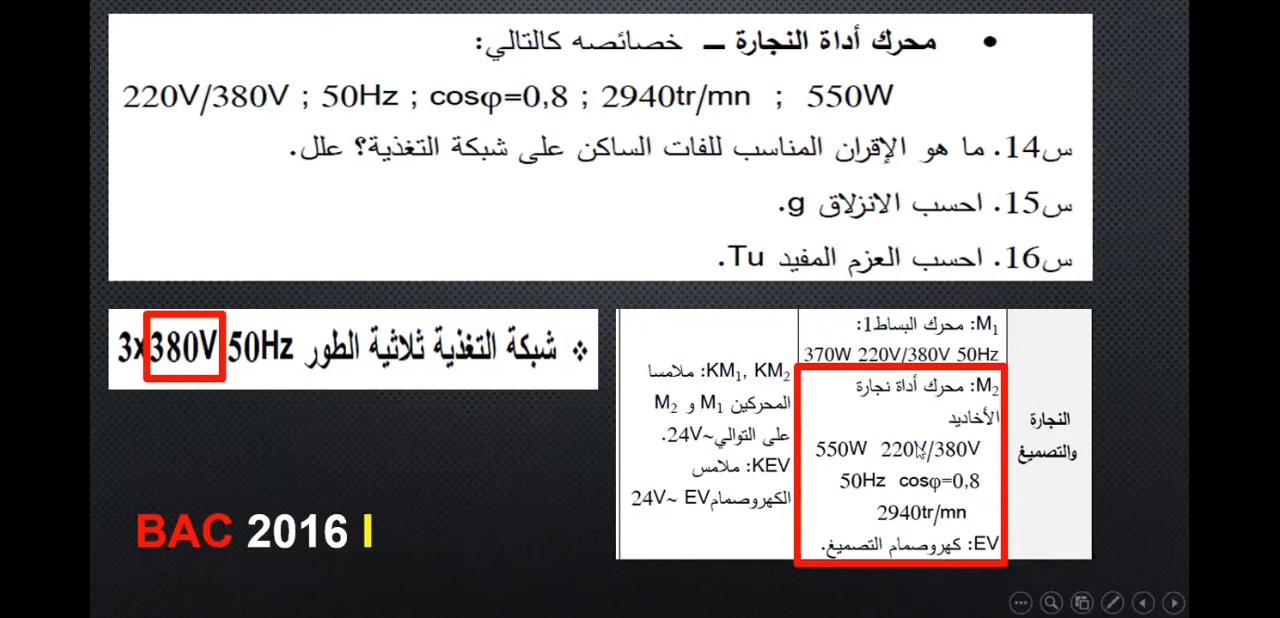 • محرك أداة النجارة – خصائصه كالتالي:
220V/380V ; 50Hz ; cosφ=0,8 ; 2940tr/mn ; 550W
س14. ما هو الإقران المناسب للفات الساكن على شبكة التغذية؟ علل.
س15. احسب الانزلاق g.
س16. احسب العزم المفيد Tu.
❖ شبكة التغذية ثلاثية الطور 3x380V 50Hz
النجارة
والتصميغ
M₁: محرك البساط1:
370W 220V/380V 50Hz
M₂: محرك أداة نجارة
الأخاديد
550W 220V/380V
50Hz cosφ=0,8
2940tr/mn
EV: كهروصمام التصميغ.
KM₁, KM₂: ملامسا
المحركين M₁ و M₂
على التوالي~24V.
KEV: ملامس
الكهروصمامEV ~24V
BAC 2016 I